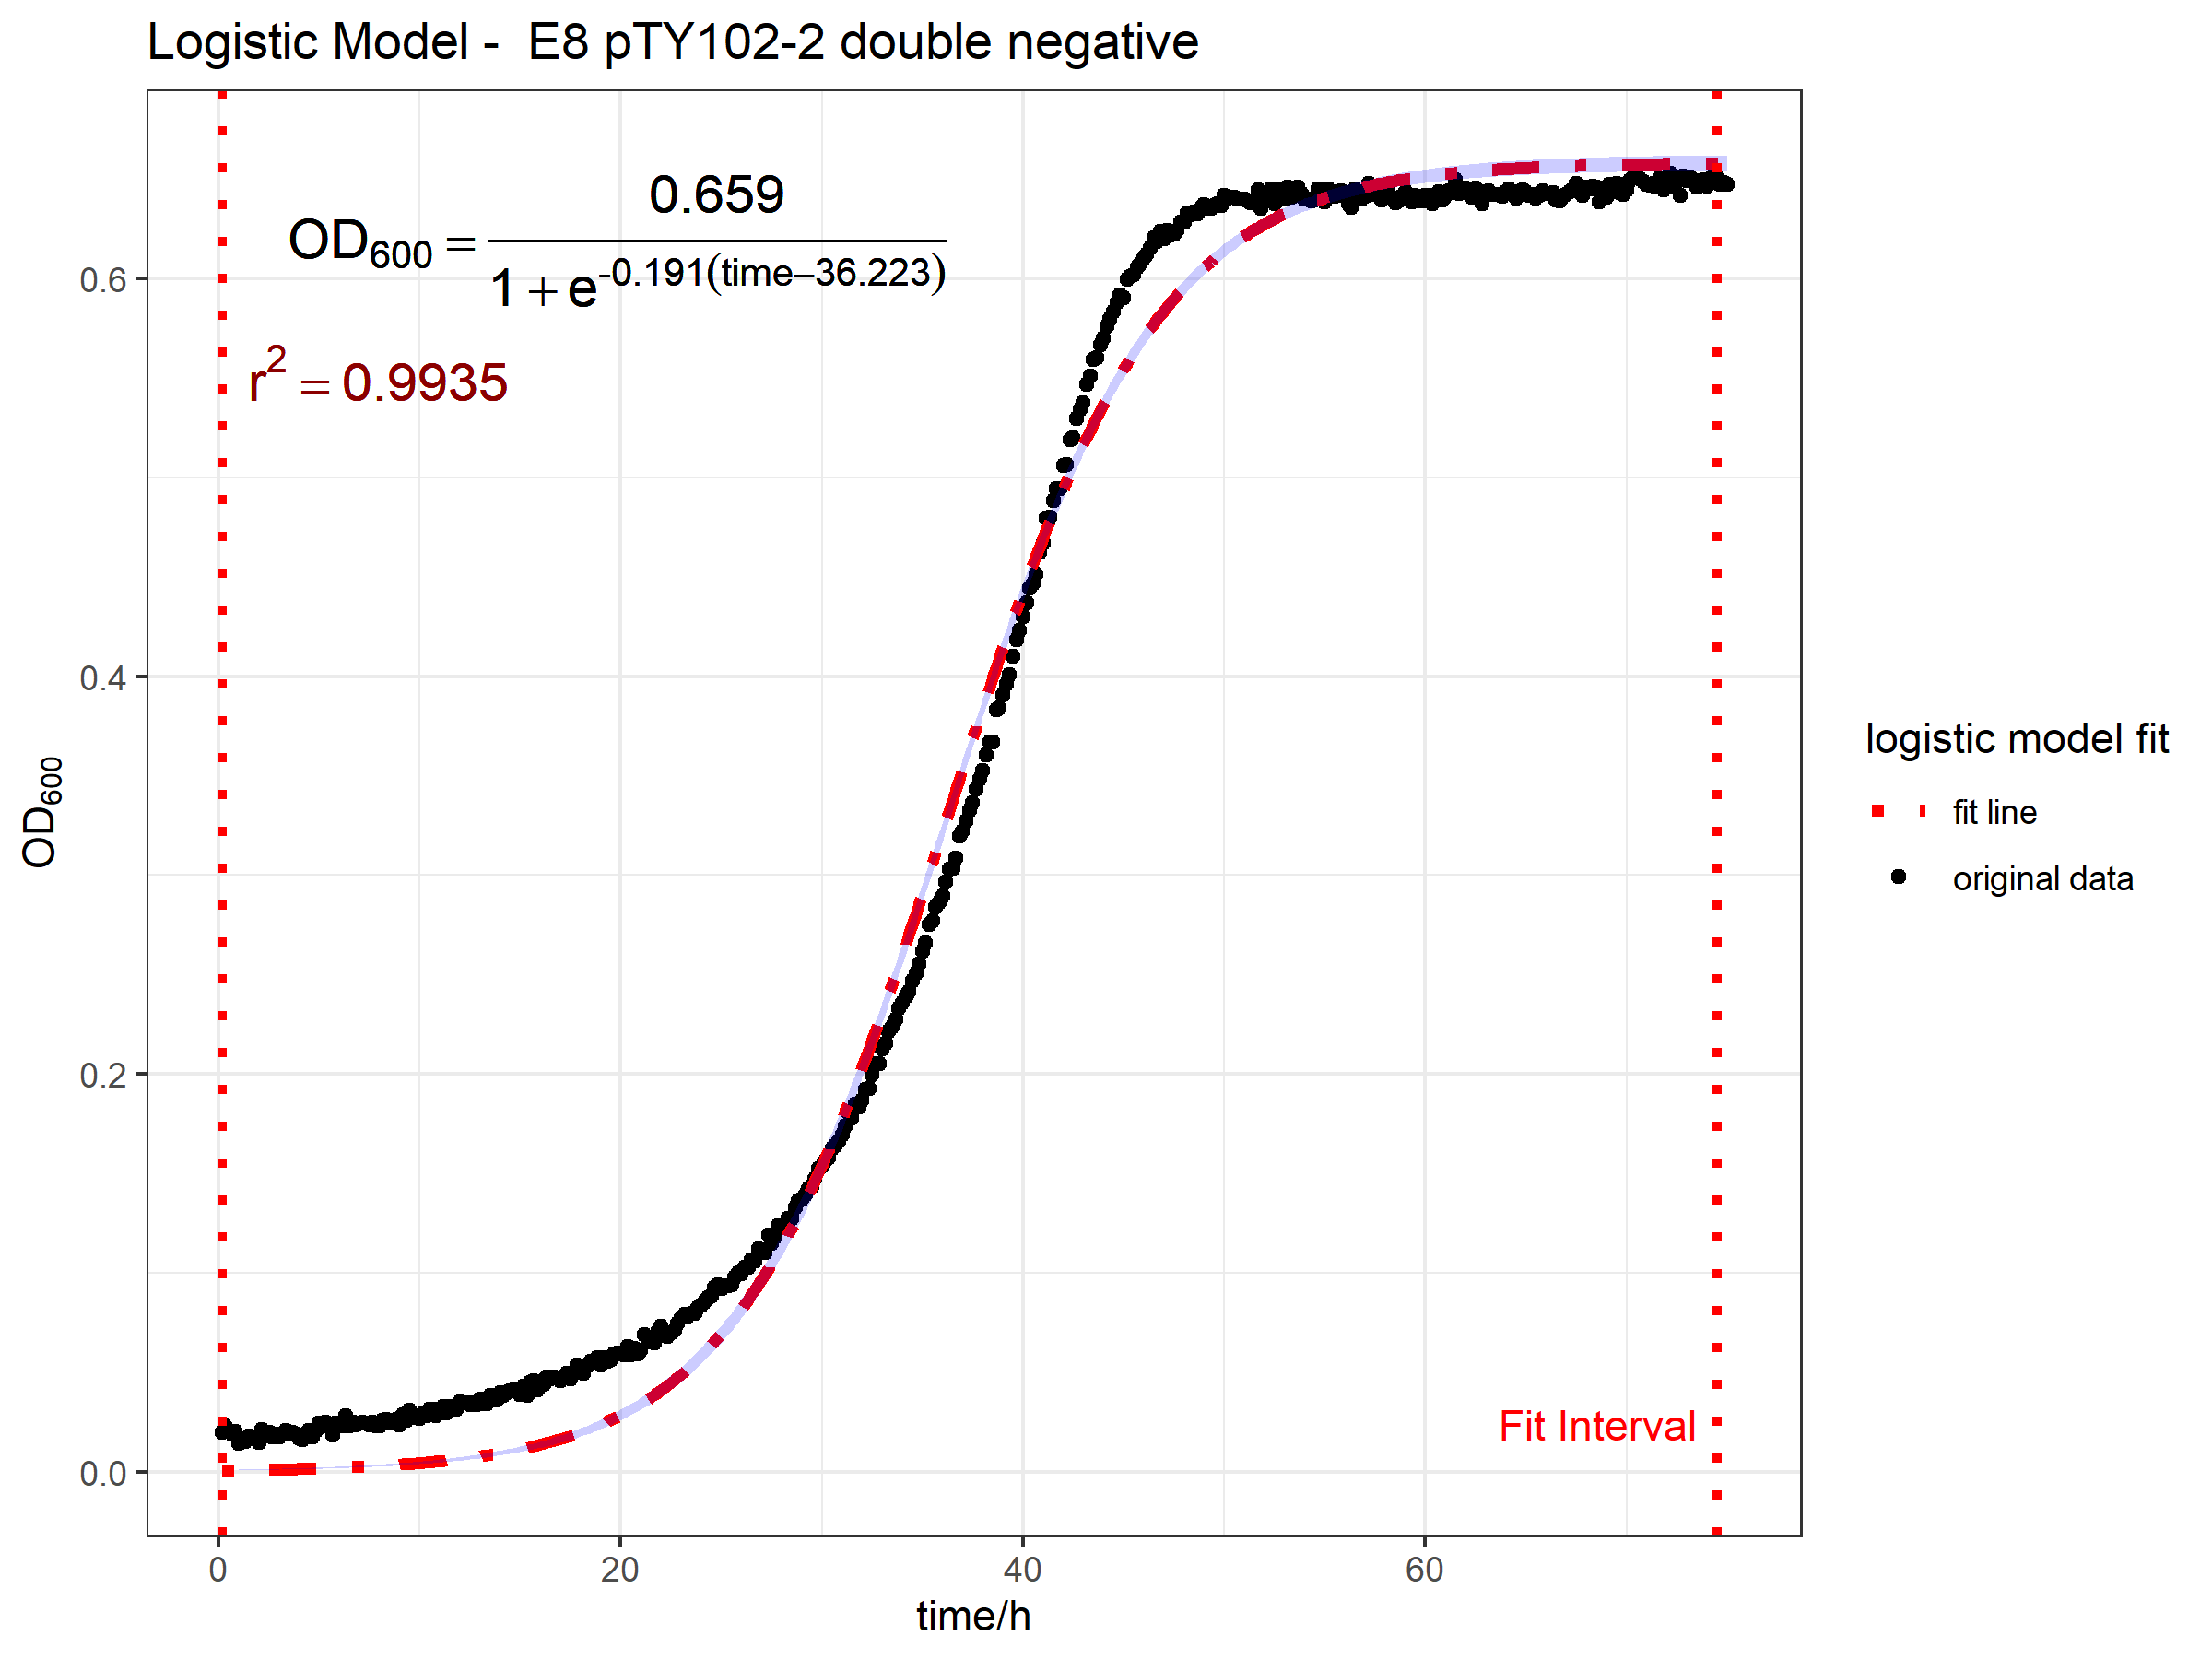 Logistic Model -  E8 pTY102-2 double negative
OD600 = 0.659 / 1 + e^-0.191(time−36.223)
r² = 0.9935
0.6
0.4
0.2
0.0
OD600
Fit Interval
0 20 40 60
time/h
logistic model fit
fit line
original data